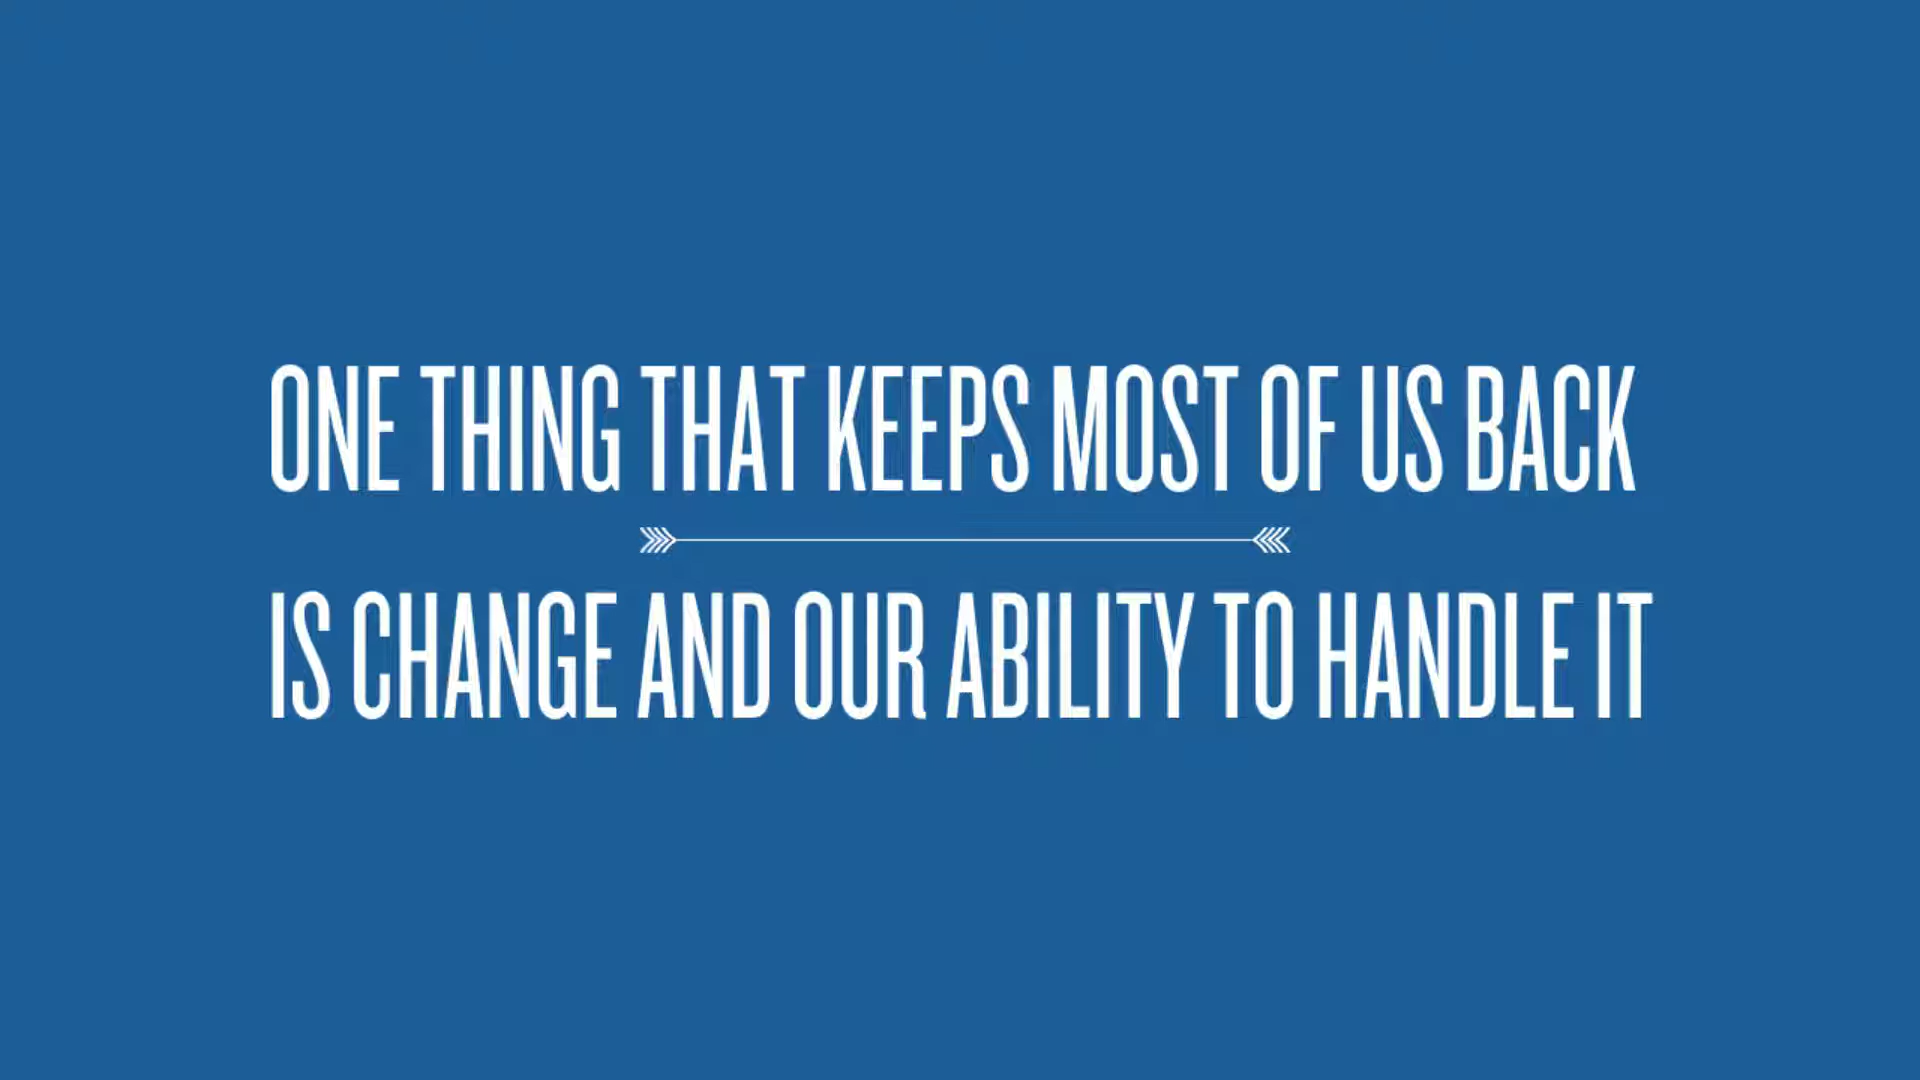 ONE THING THAT KEEPS MOST OF US BACK
IS CHANGE AND OUR ABILITY TO HANDLE IT